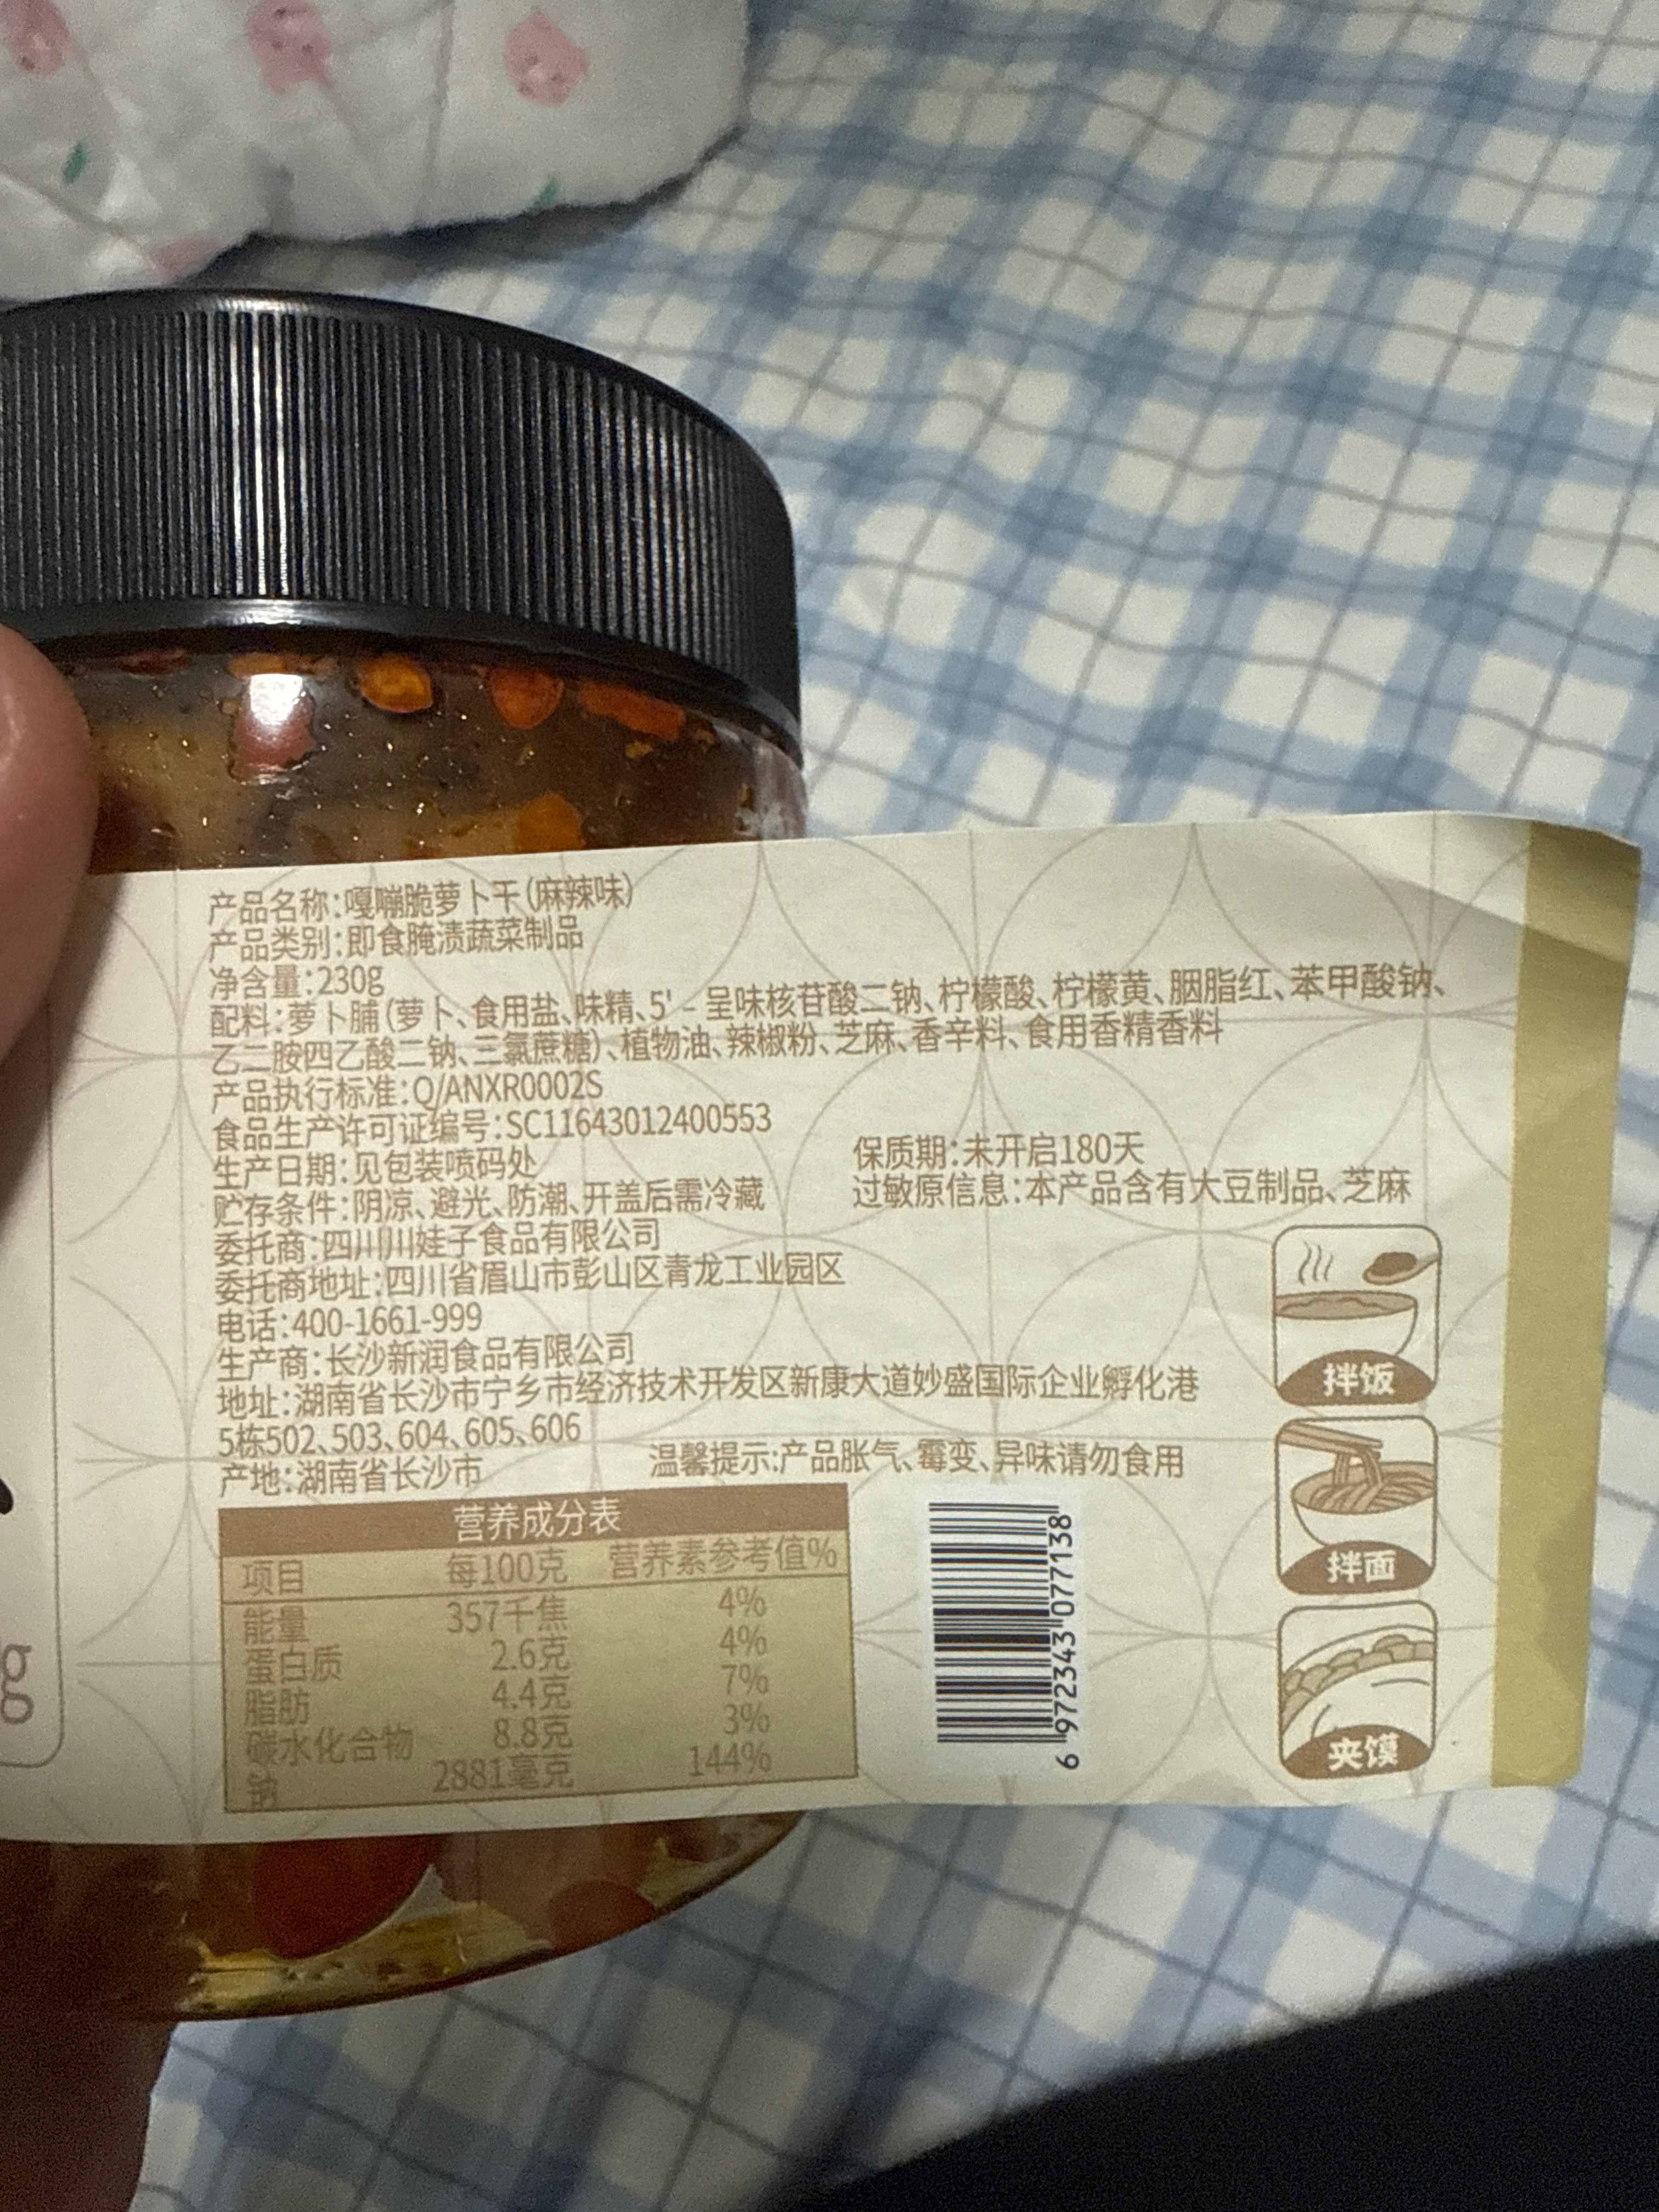 产品名称:嘎嘣脆萝卜干(麻辣味)
产品类别:即食腌渍蔬菜制品
净含量:230g
配料:萝卜脯(萝卜、食用盐、味精、5'-呈味核苷酸二钠、柠檬酸、柠檬黄、胭脂红、苯甲酸钠、
乙二胺四乙酸二钠、三氯蔗糖)、植物油、辣椒粉、芝麻、香辛料、食用香精香料
产品执行标准:Q/ANXR0002S
食品生产许可证编号:SC11643012400553
生产日期:见包装喷码处
保质期:未开启180天
贮存条件:阴凉、避光、防潮、开盖后需冷藏
过敏原信息:本产品含有大豆制品、芝麻
委托商:四川川娃子食品有限公司
委托商地址:四川省眉山市彭山区青龙工业园区
电话:400-1661-999
生产商:长沙新润食品有限公司
地址:湖南省长沙市宁乡市经济技术开发区新康大道妙盛国际企业孵化港
5栋502、503、604、605、606
产地:湖南省长沙市
温馨提示:产品胀气、霉变、异味请勿食用
营养成分表
项目 每100克 营养素参考值%
能量 357千焦 4%
蛋白质 2.6克 4%
脂肪 4.4克 7%
碳水化合物 8.8克 3%
钠 2881毫克 144%
6 972343 077138
拌饭
拌面
夹馍
g